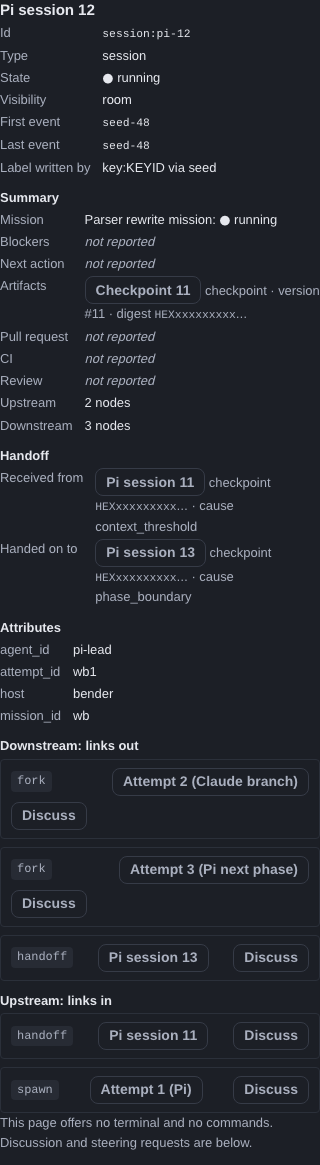 Pi session 12
Id session:pi-12
Type session
State running
Visibility room
First event seed-48
Last event seed-48
Label written by key:KEYID via seed
Summary
Mission Parser rewrite mission: running
Blockers not reported
Next action not reported
Artifacts Checkpoint 11 checkpoint · version
#11 · digest HEXxxxxxxxx…
Pull request not reported
CI not reported
Review not reported
Upstream 2 nodes
Downstream 3 nodes
Handoff
Received from Pi session 11 checkpoint
HEXxxxxxxxx… · cause
context_threshold
Handed on to Pi session 13 checkpoint
HEXxxxxxxxx… · cause
phase_boundary
Attributes
agent_id pi-lead
attempt_id wb1
host bender
mission_id wb
Downstream: links out
fork Attempt 2 (Claude branch)
Discuss
fork Attempt 3 (Pi next phase)
Discuss
handoff Pi session 13 Discuss
Upstream: links in
handoff Pi session 11 Discuss
spawn Attempt 1 (Pi) Discuss
This page offers no terminal and no commands.
Discussion and steering requests are below.